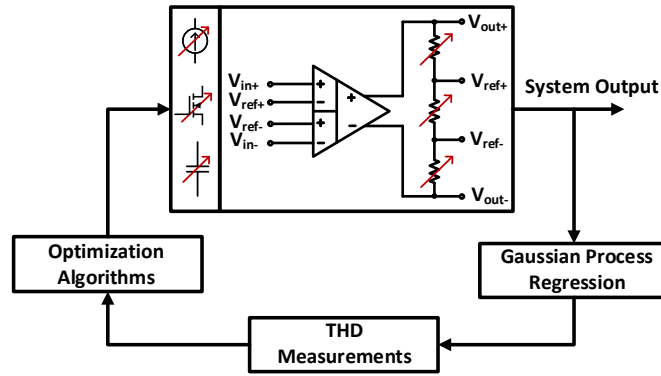 Vout+
Vin+
Vref+
Vref-
Vin-
+
−
+
−
+
−
Vref+
Vref-
Vout-
System Output
Optimization
Algorithms
Gaussian Process
Regression
THD
Measurements